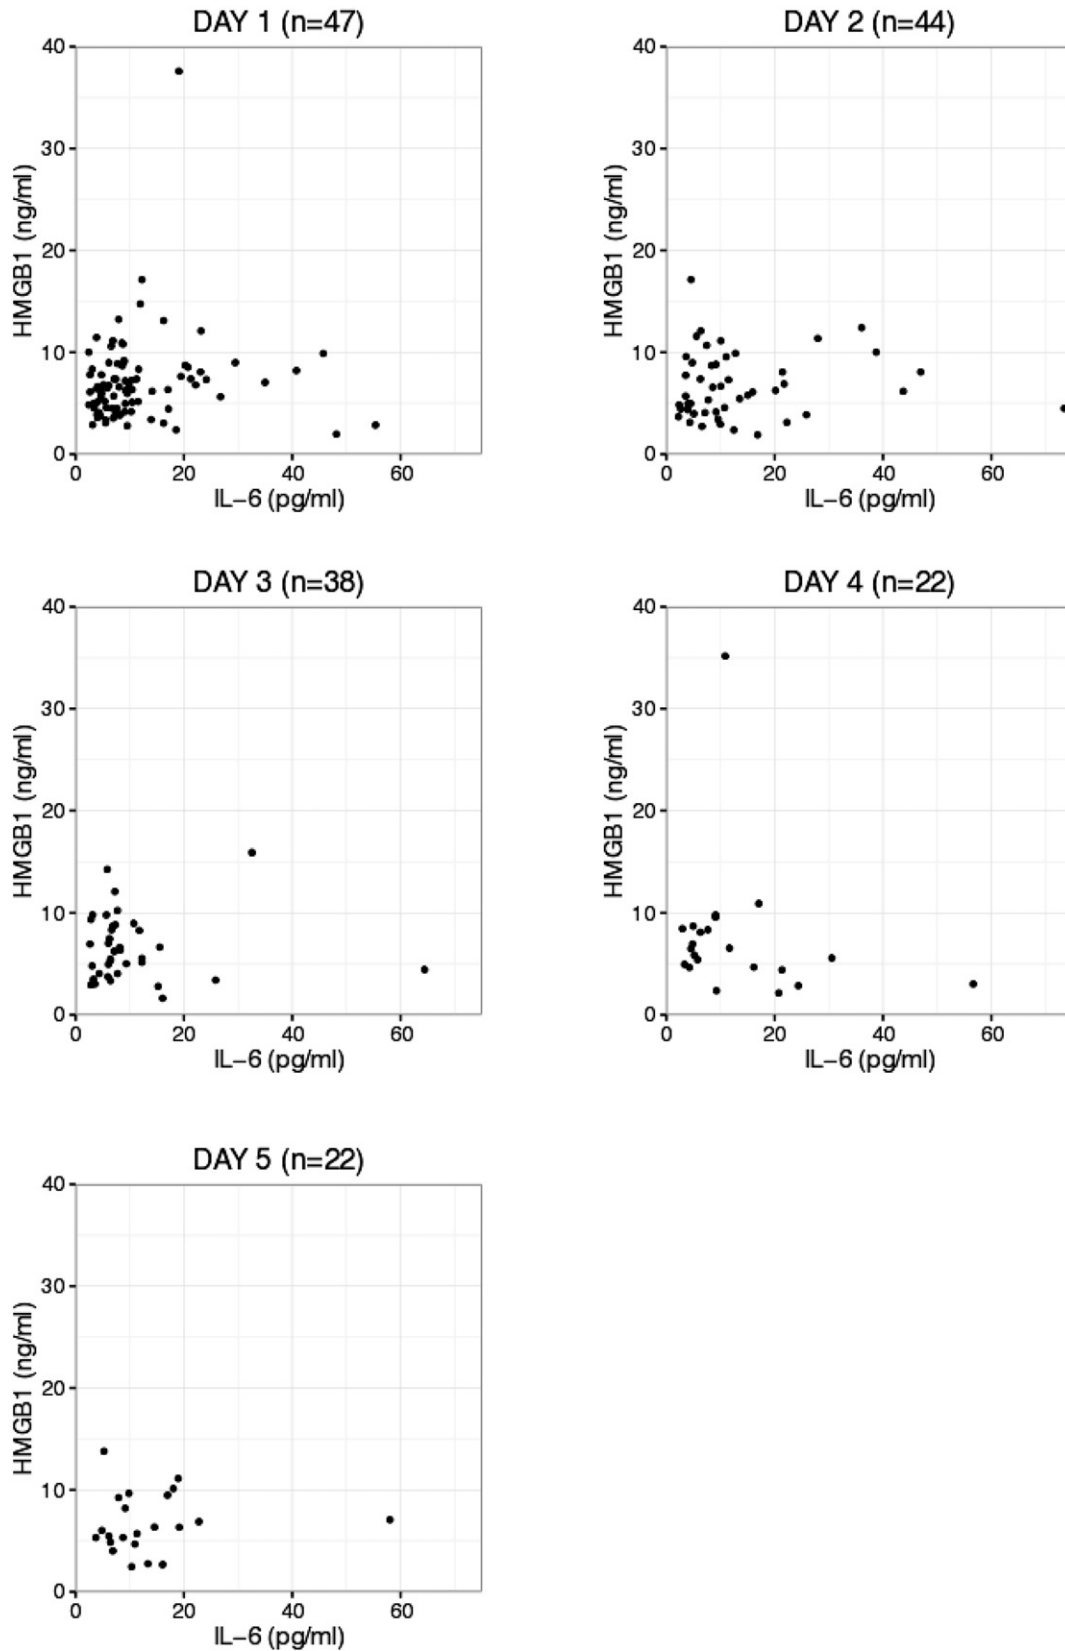 DAY 1 (n=47)
40
30
20
10
0
HMGB1 (ng/ml)
0 20 40 60
IL−6 (pg/ml)
DAY 2 (n=44)
40
30
20
10
0
HMGB1 (ng/ml)
0 20 40 60
IL−6 (pg/ml)
DAY 3 (n=38)
40
30
20
10
0
HMGB1 (ng/ml)
0 20 40 60
IL−6 (pg/ml)
DAY 4 (n=22)
40
30
20
10
0
HMGB1 (ng/ml)
0 20 40 60
IL−6 (pg/ml)
DAY 5 (n=22)
40
30
20
10
0
HMGB1 (ng/ml)
0 20 40 60
IL−6 (pg/ml)